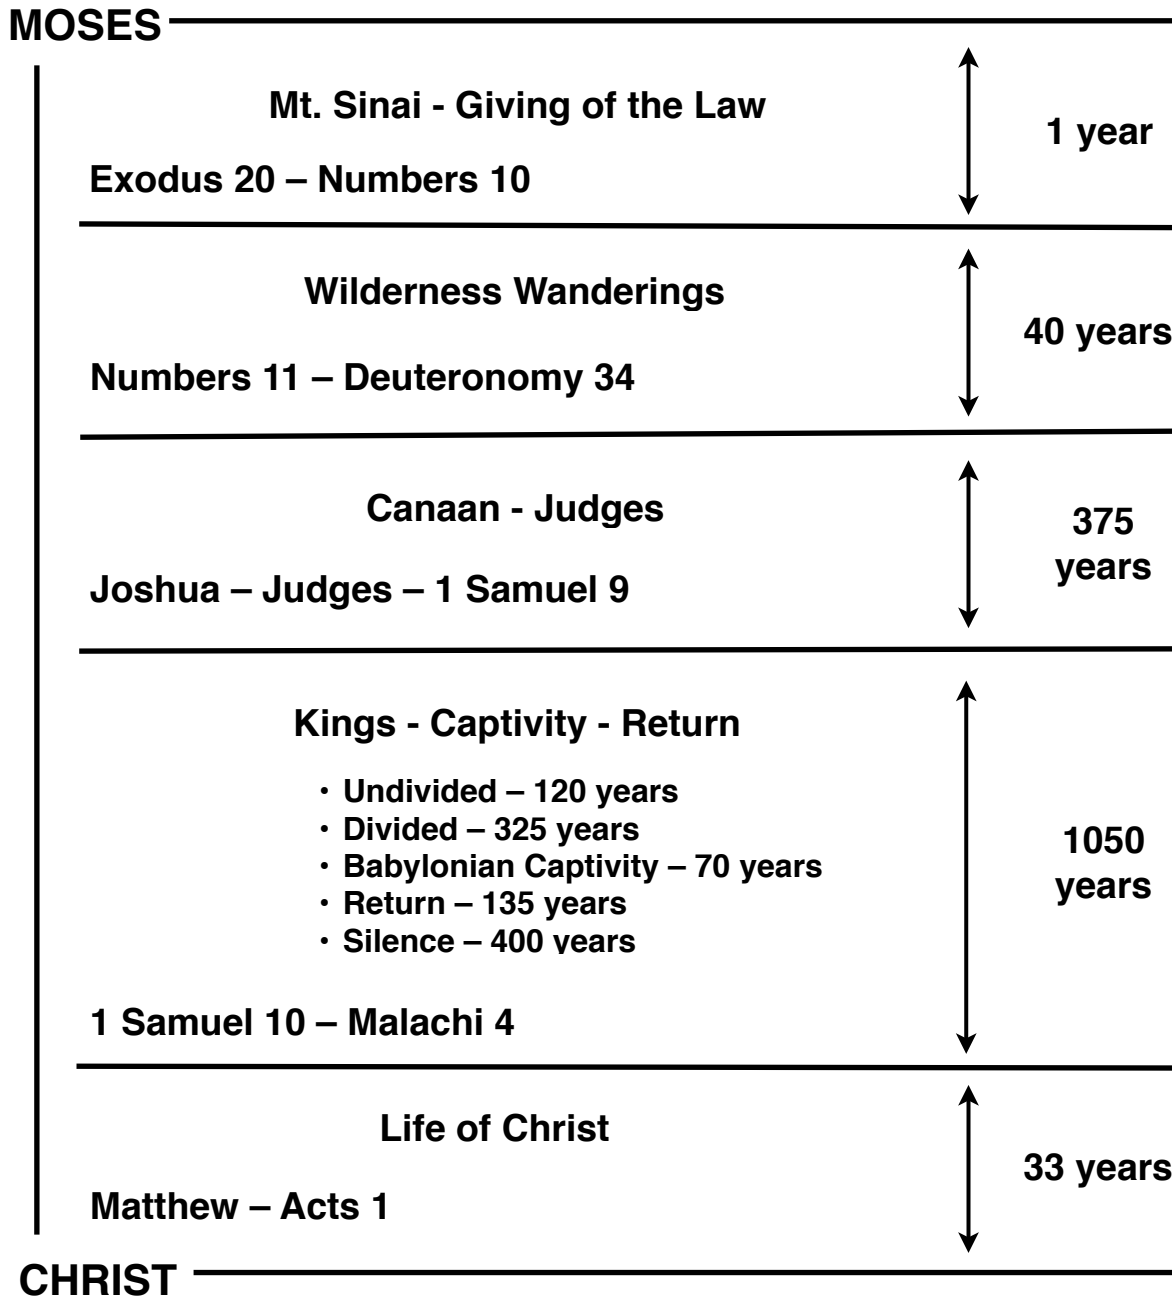 MOSES
Mt. Sinai - Giving of the Law
1 year
Exodus 20 – Numbers 10
Wilderness Wanderings
40 years
Numbers 11 – Deuteronomy 34
Canaan - Judges
375
years
Joshua – Judges – 1 Samuel 9
Kings - Captivity - Return
• Undivided – 120 years
• Divided – 325 years
• Babylonian Captivity – 70 years
• Return – 135 years
• Silence – 400 years
1050
years
1 Samuel 10 – Malachi 4
Life of Christ
33 years
Matthew – Acts 1
CHRIST